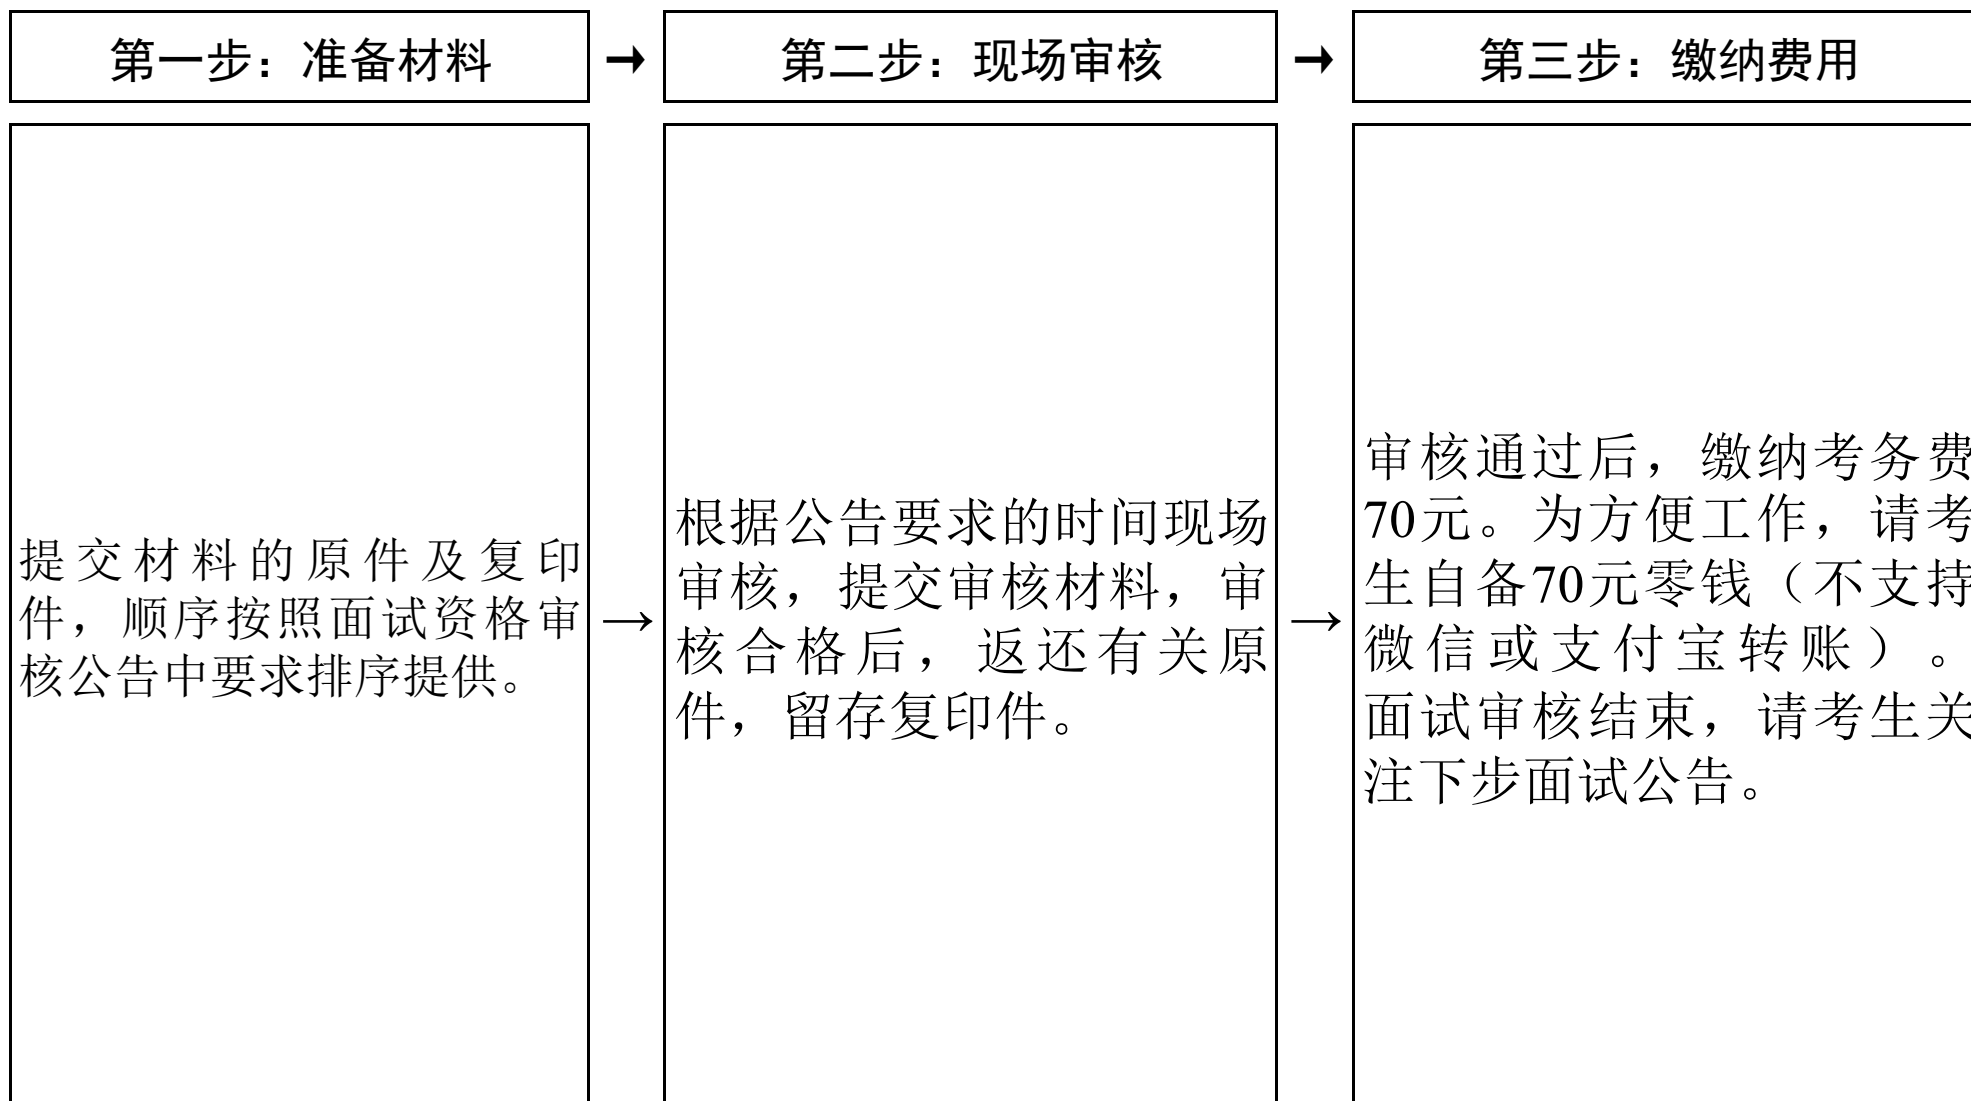 第一步：准备材料
→
第二步：现场审核
→
第三步：缴纳费用
提交材料的原件及复印
件，顺序按照面试资格审
核公告中要求排序提供。
→
根据公告要求的时间现场
审核，提交审核材料，审
核合格后，返还有关原
件，留存复印件。
→
审核通过后，缴纳考务费
70元。为方便工作，请考
生自备70元零钱（不支持
微信或支付宝转账）。
面试审核结束，请考生关
注下步面试公告。